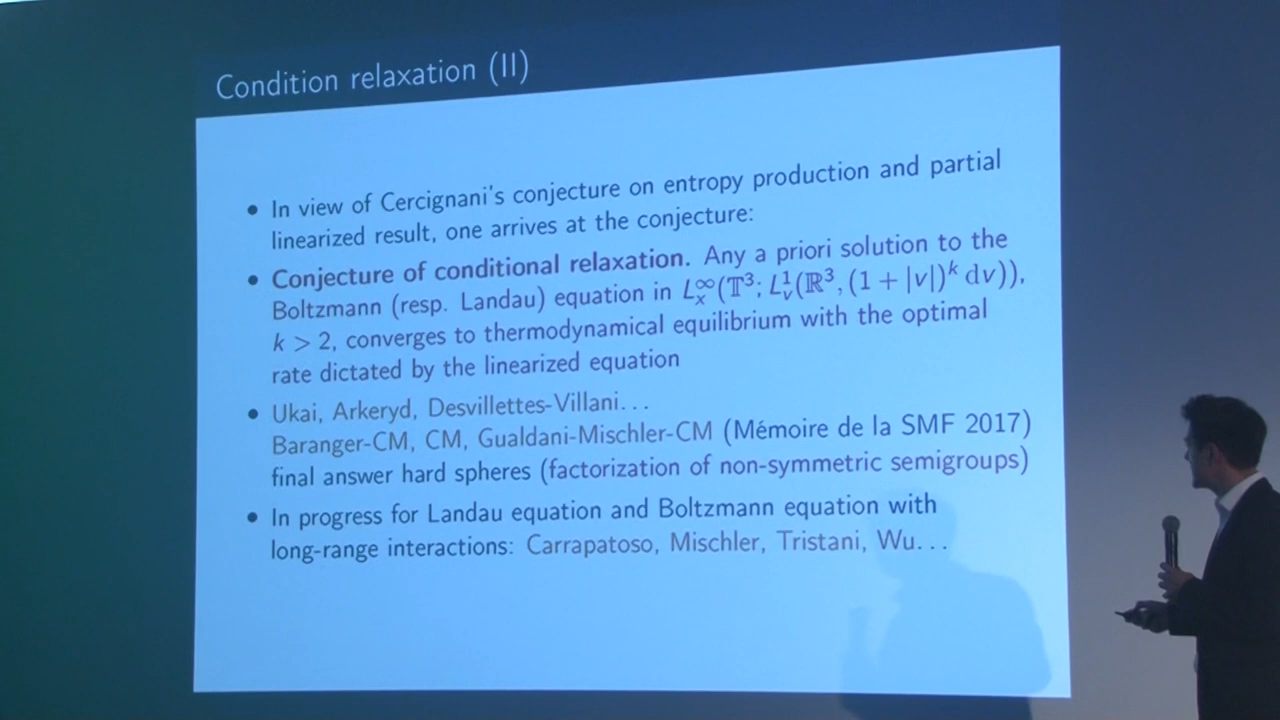 Condition relaxation (II)
• In view of Cercignani's conjecture on entropy production and partial
linearized result, one arrives at the conjecture:
• Conjecture of conditional relaxation. Any a priori solution to the
Boltzmann (resp. Landau) equation in L_x^∞(𝕋³; L_v^1(ℝ³, (1 + |v|)^k dv)),
k > 2, converges to thermodynamical equilibrium with the optimal
rate dictated by the linearized equation
• Ukai, Arkeryd, Desvillettes-Villani...
Baranger-CM, CM, Gualdani-Mischler-CM (Mémoire de la SMF 2017)
final answer hard spheres (factorization of non-symmetric semigroups)
• In progress for Landau equation and Boltzmann equation with
long-range interactions: Carrapatoso, Mischler, Tristani, Wu...